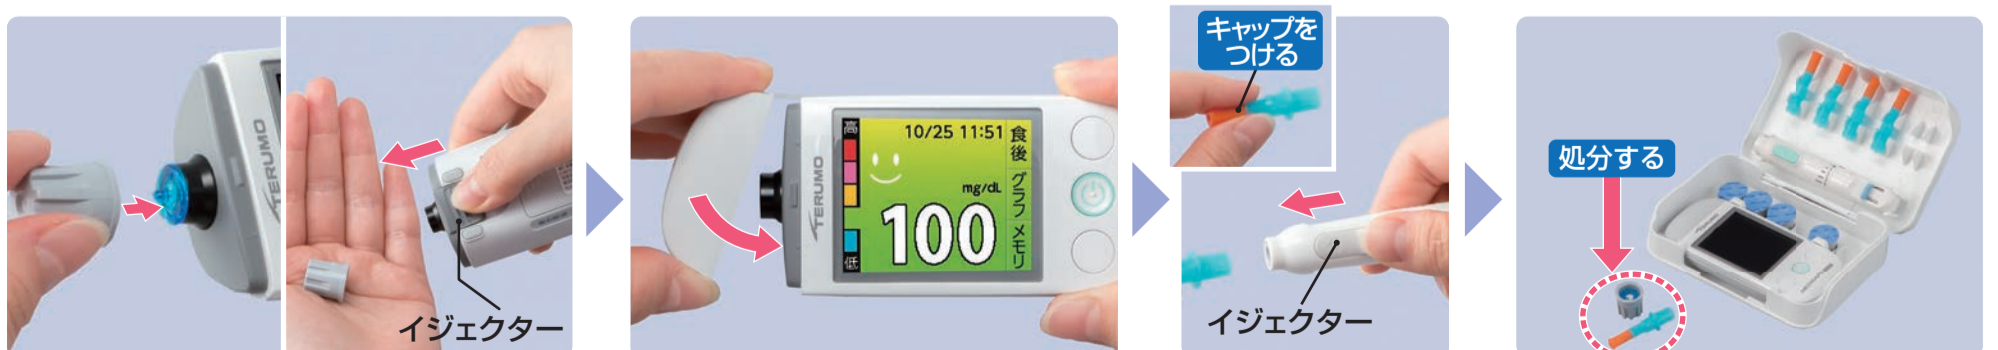 TERUMO
イジェクター
TERUMO
高
低
10/25 11:51
mg/dL
100
食後
グラフ
メモリ
キャップを
つける
イジェクター
処分する